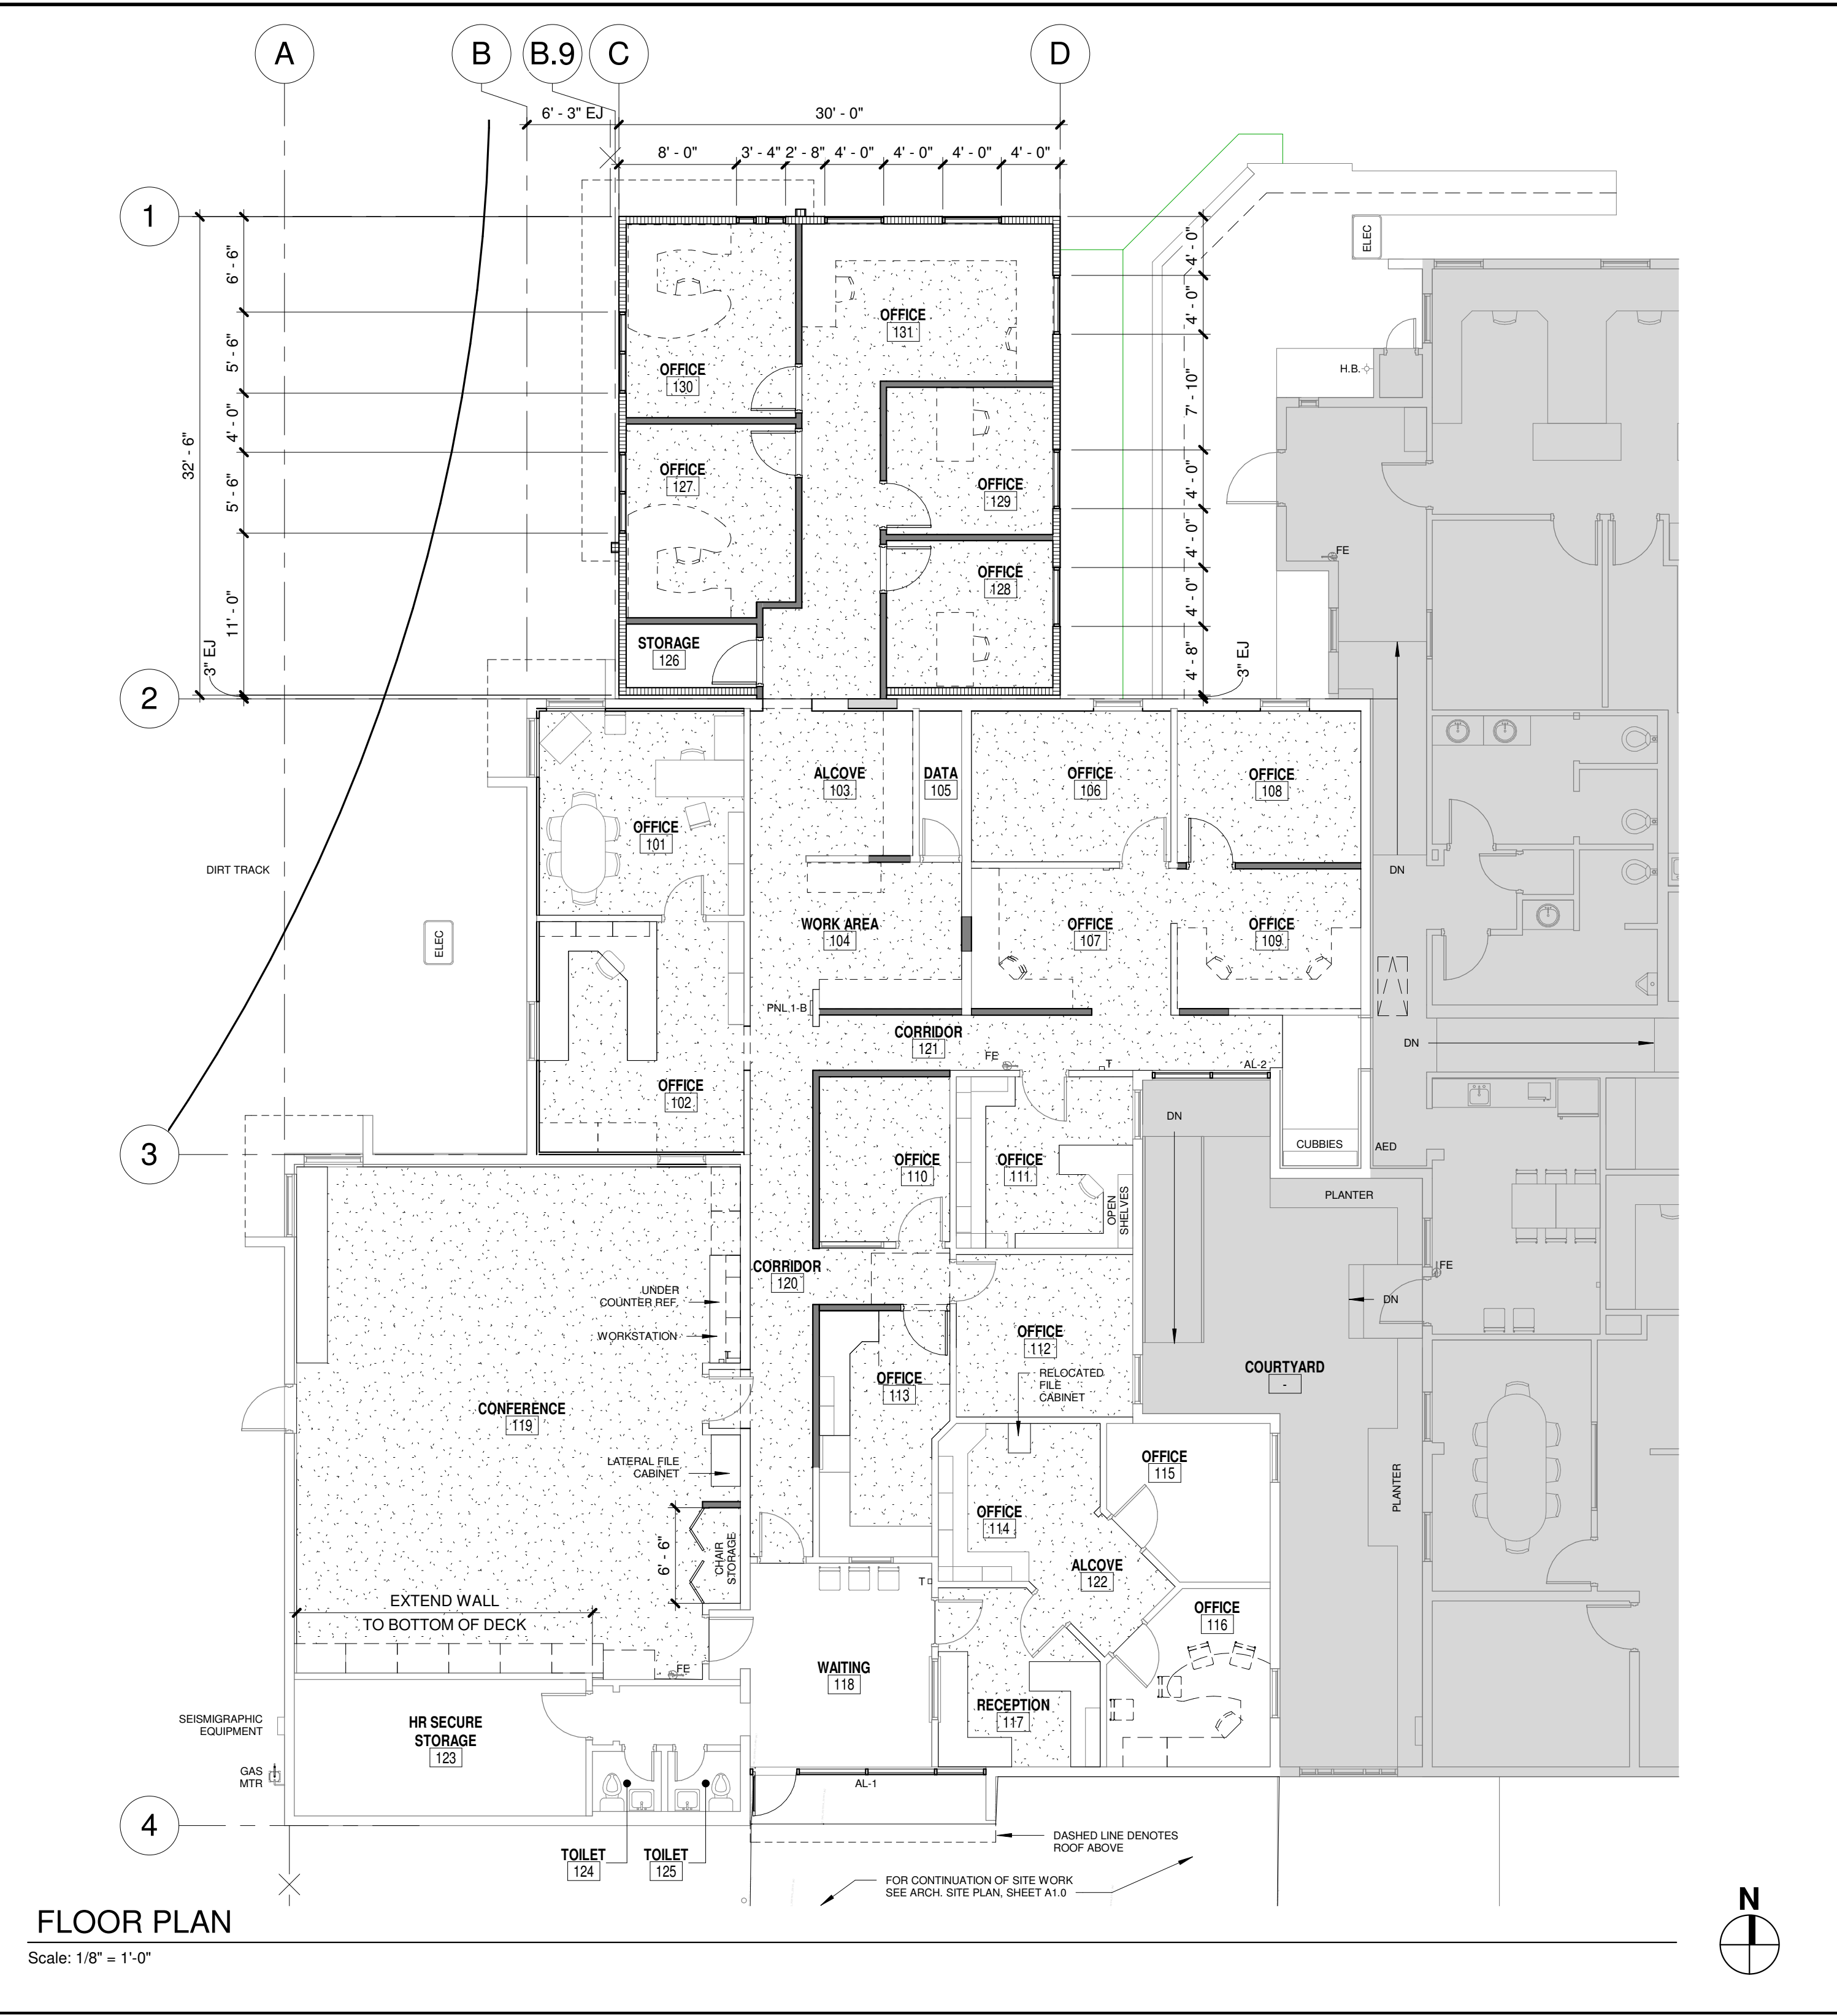 A
B
B.9
C
D
6' - 3" EJ
30' - 0"
8' - 0"
3' - 4"
2' - 8"
4' - 0"
4' - 0"
4' - 0"
4' - 0"
1
6' - 6"
5' - 6"
4' - 0"
5' - 6"
11' - 0"
32' - 6"
3" EJ
4' - 0"
4' - 0"
7' - 10"
4' - 0"
4' - 0"
4' - 0"
4' - 8"
3" EJ
ELEC
H.B.
FE
OFFICE
131
OFFICE
130
OFFICE
127
OFFICE
129
OFFICE
128
STORAGE
126
2
ALCOVE
103
DATA
105
OFFICE
106
OFFICE
108
OFFICE
101
DIRT TRACK
ELEC
WORK AREA
104
OFFICE
107
OFFICE
109
DN
PNL.1-B
CORRIDOR
121
FE
T
AL-2
DN
OFFICE
102
DN
CUBBIES
AED
3
OFFICE
110
OFFICE
111
OPEN
SHELVES
PLANTER
CORRIDOR
120
UNDER
COUNTER REF.
WORKSTATION
T
FE
DN
OFFICE
112
RELOCATED
FILE
CABINET
COURTYARD
-
OFFICE
113
CONFERENCE
119
LATERAL FILE
CABINET
OFFICE
115
PLANTER
OFFICE
114
6' - 6"
CHAIR
STORAGE
ALCOVE
122
T
EXTEND WALL
TO BOTTOM OF DECK
OFFICE
116
FE
WAITING
118
RECEPTION
117
SEISMIGRAPHIC
EQUIPMENT
HR SECURE
STORAGE
123
GAS
MTR
AL-1
4
TOILET
124
TOILET
125
DASHED LINE DENOTES
ROOF ABOVE
FOR CONTINUATION OF SITE WORK
SEE ARCH. SITE PLAN, SHEET A1.0
N
FLOOR PLAN
Scale: 1/8" = 1'-0"